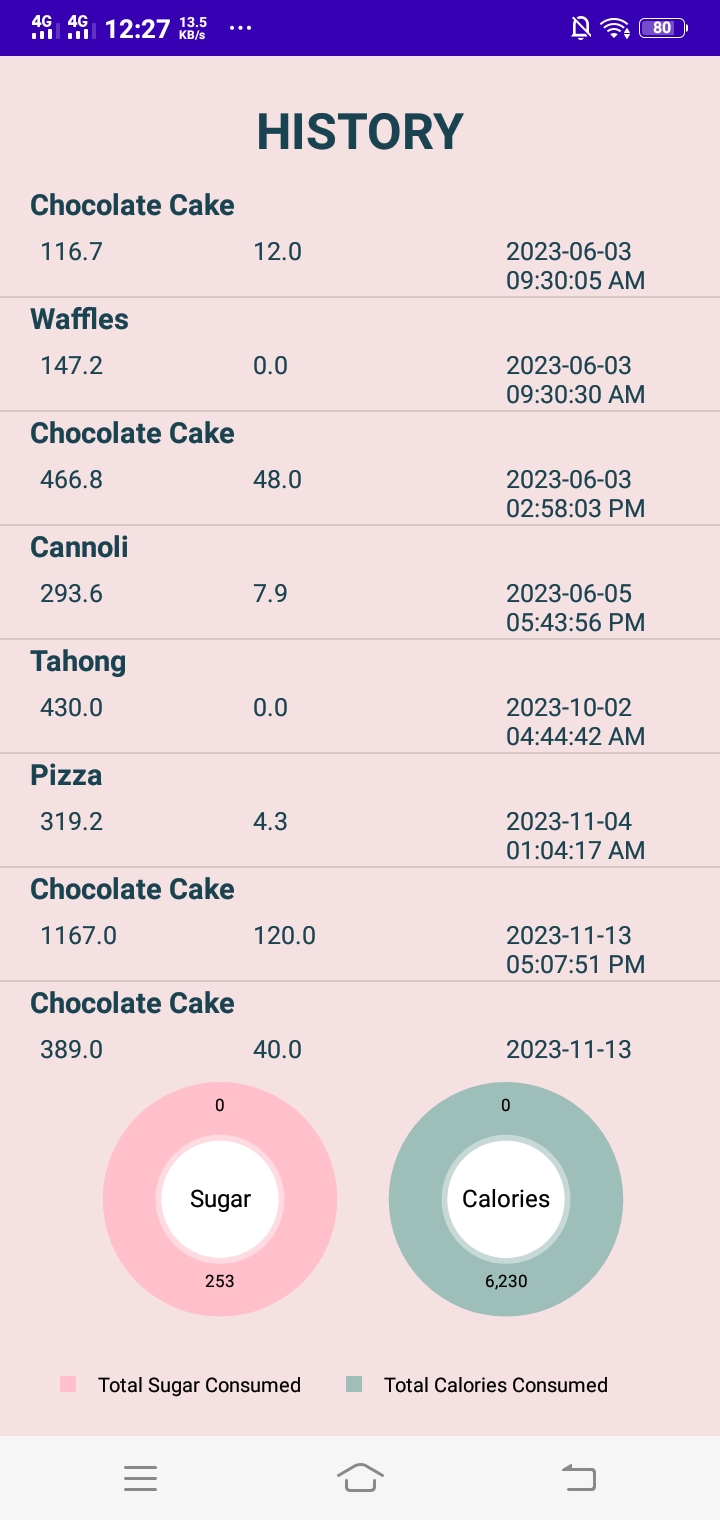 4G 4G 12:27 13.5 KB/s ... 80
HISTORY
Chocolate Cake
116.7 12.0 2023-06-03
09:30:05 AM
Waffles
147.2 0.0 2023-06-03
09:30:30 AM
Chocolate Cake
466.8 48.0 2023-06-03
02:58:03 PM
Cannoli
293.6 7.9 2023-06-05
05:43:56 PM
Tahong
430.0 0.0 2023-10-02
04:44:42 AM
Pizza
319.2 4.3 2023-11-04
01:04:17 AM
Chocolate Cake
1167.0 120.0 2023-11-13
05:07:51 PM
Chocolate Cake
389.0 40.0 2023-11-13
0 0
Sugar Calories
253 6,230
Total Sugar Consumed Total Calories Consumed